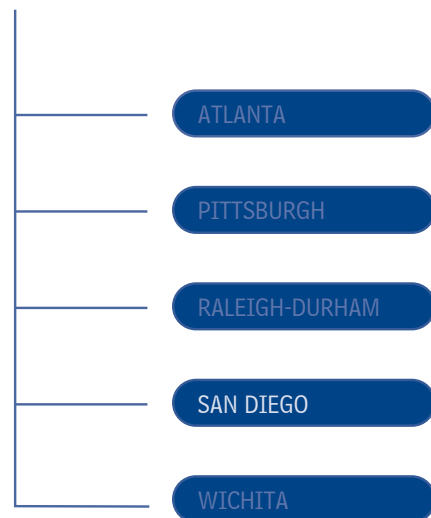 ATLANTA
PITTSBURGH
RALEIGH-DURHAM
SAN DIEGO
WICHITA